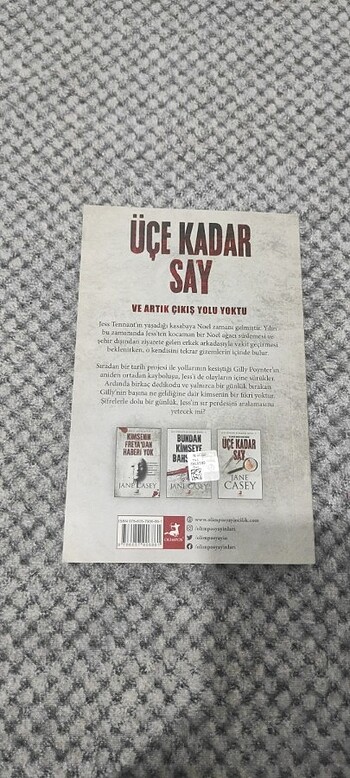 ÜÇE KADAR
SAY
VE ARTIK ÇIKIŞ YOLU YOKTU
Jess Tennant'ın yaşadığı kasabaya Noel zamanı gelmiştir. Yılın
bu zamanında Jess'ten kocaman bir Noel ağacı süslemesi ve
şehir dışından ziyarete gelen erkek arkadaşıyla vakit geçirmesi
beklenirken, o kendisini tekrar gizemlerin içinde bulur.
Sıradan bir tarih projesi ile yollarının kesiştiği Gilly Poynter'ın
aniden ortadan kayboluşu, Jess'i de olayların içine sürükler.
Ardında birkaç dedikodu ve yalnızca bir günlük bırakan
Gilly'nin başına ne geldiğine dair kimsenin bir fikri yoktur.
Şifrelerle dolu bir günlük, Jess'in sır perdesini aralamasına
yetecek mi?
KİMSENİN
FREYA'DAN
HABERİ YOK
JANE CASEY
BUNDAN
KİMSEYE
JANE CASEY
ÜÇE KADAR
SAY
JANE
CASEY
OLIMPOS
www.olimposyayincilik.com
/olimposyayinlari
/olimposyayin
/olimposyayinlari